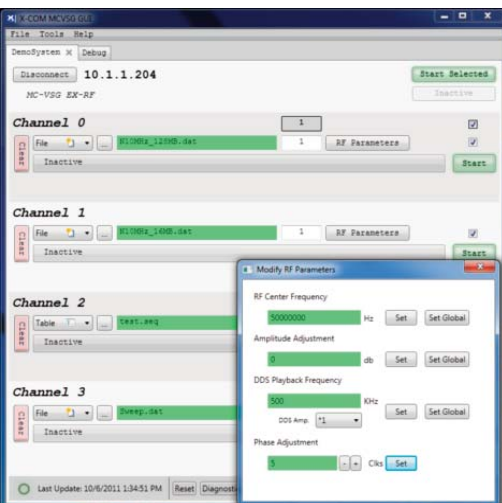 X-COM MCVSG GUI
File Tools Help
DemoSystem X Debug
Disconnect 10.1.1.204 Start Selected
MC-VSG EX-RF Inactive
Channel 0 1
Clear File ... N10MHz_128MB.dat 1 RF Parameters
Inactive Start
Channel 1
Clear File ... N10MHz_16MB.dat 1 RF Parameters
Inactive Start
Modify RF Parameters
RF Center Frequency
50000000 Hz Set Set Global
Amplitude Adjustment
0 db Set Set Global
DDS Playback Frequency
500 KHz Set Set Global
DDS Amp. *1
Phase Adjustment
5 - + Clks Set
Channel 2
Clear Table ... test.seq
Inactive
Channel 3
Clear File ... Sweep.dat
Inactive
Last Update: 10/6/2011 1:34:51 PM Reset Diagnosti